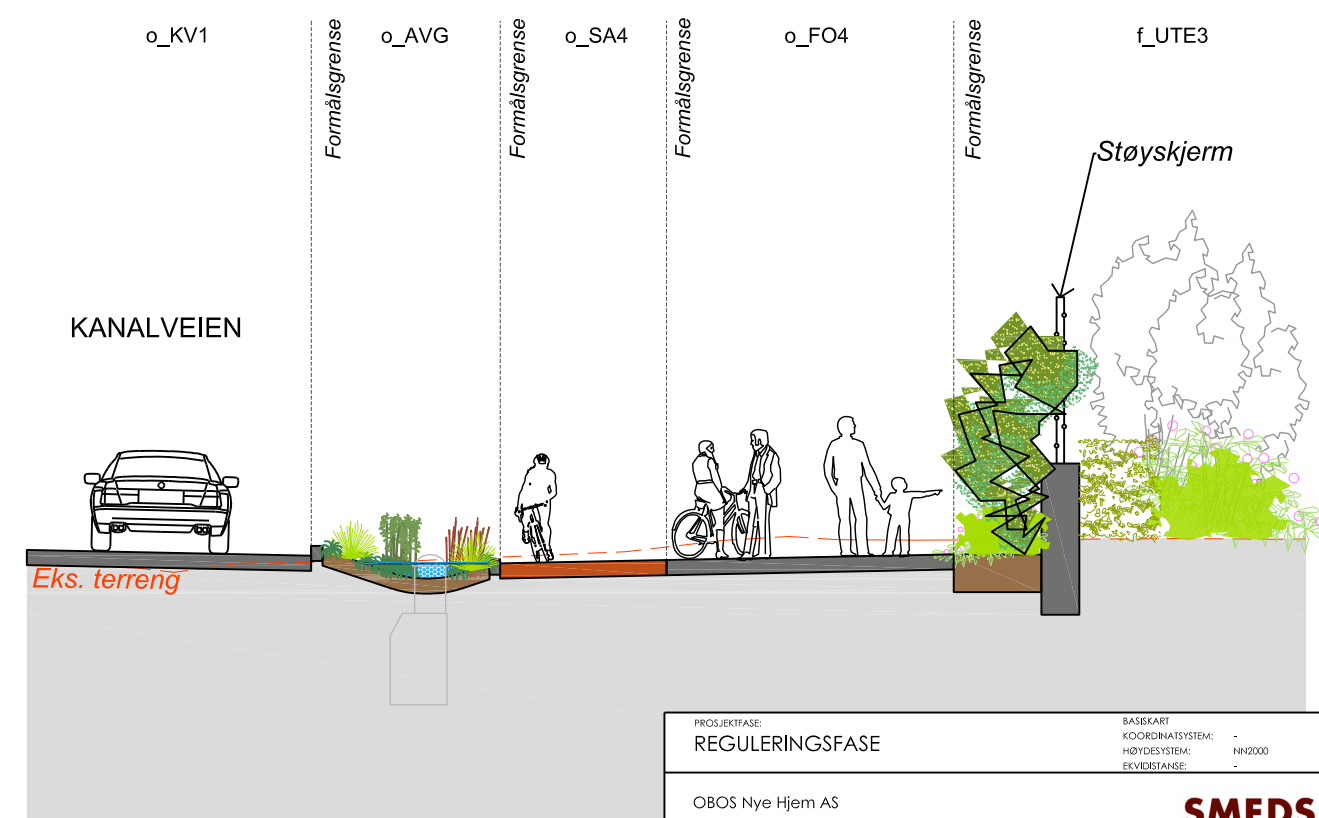 o_KV1
o_AVG
o_SA4
o_FO4
f_UTE3
Formålsgrense
Formålsgrense
Formålsgrense
Formålsgrense
Støyskjerm
KANALVEIEN
Eks. terreng
PROSJEKTFASE:
REGULERINGSFASE
BASISKART
KOORDINATSYSTEM: -
HØYDESYSTEM: NN2000
EKVIDISTANSE: -
OBOS Nye Hjem AS
SMEDS